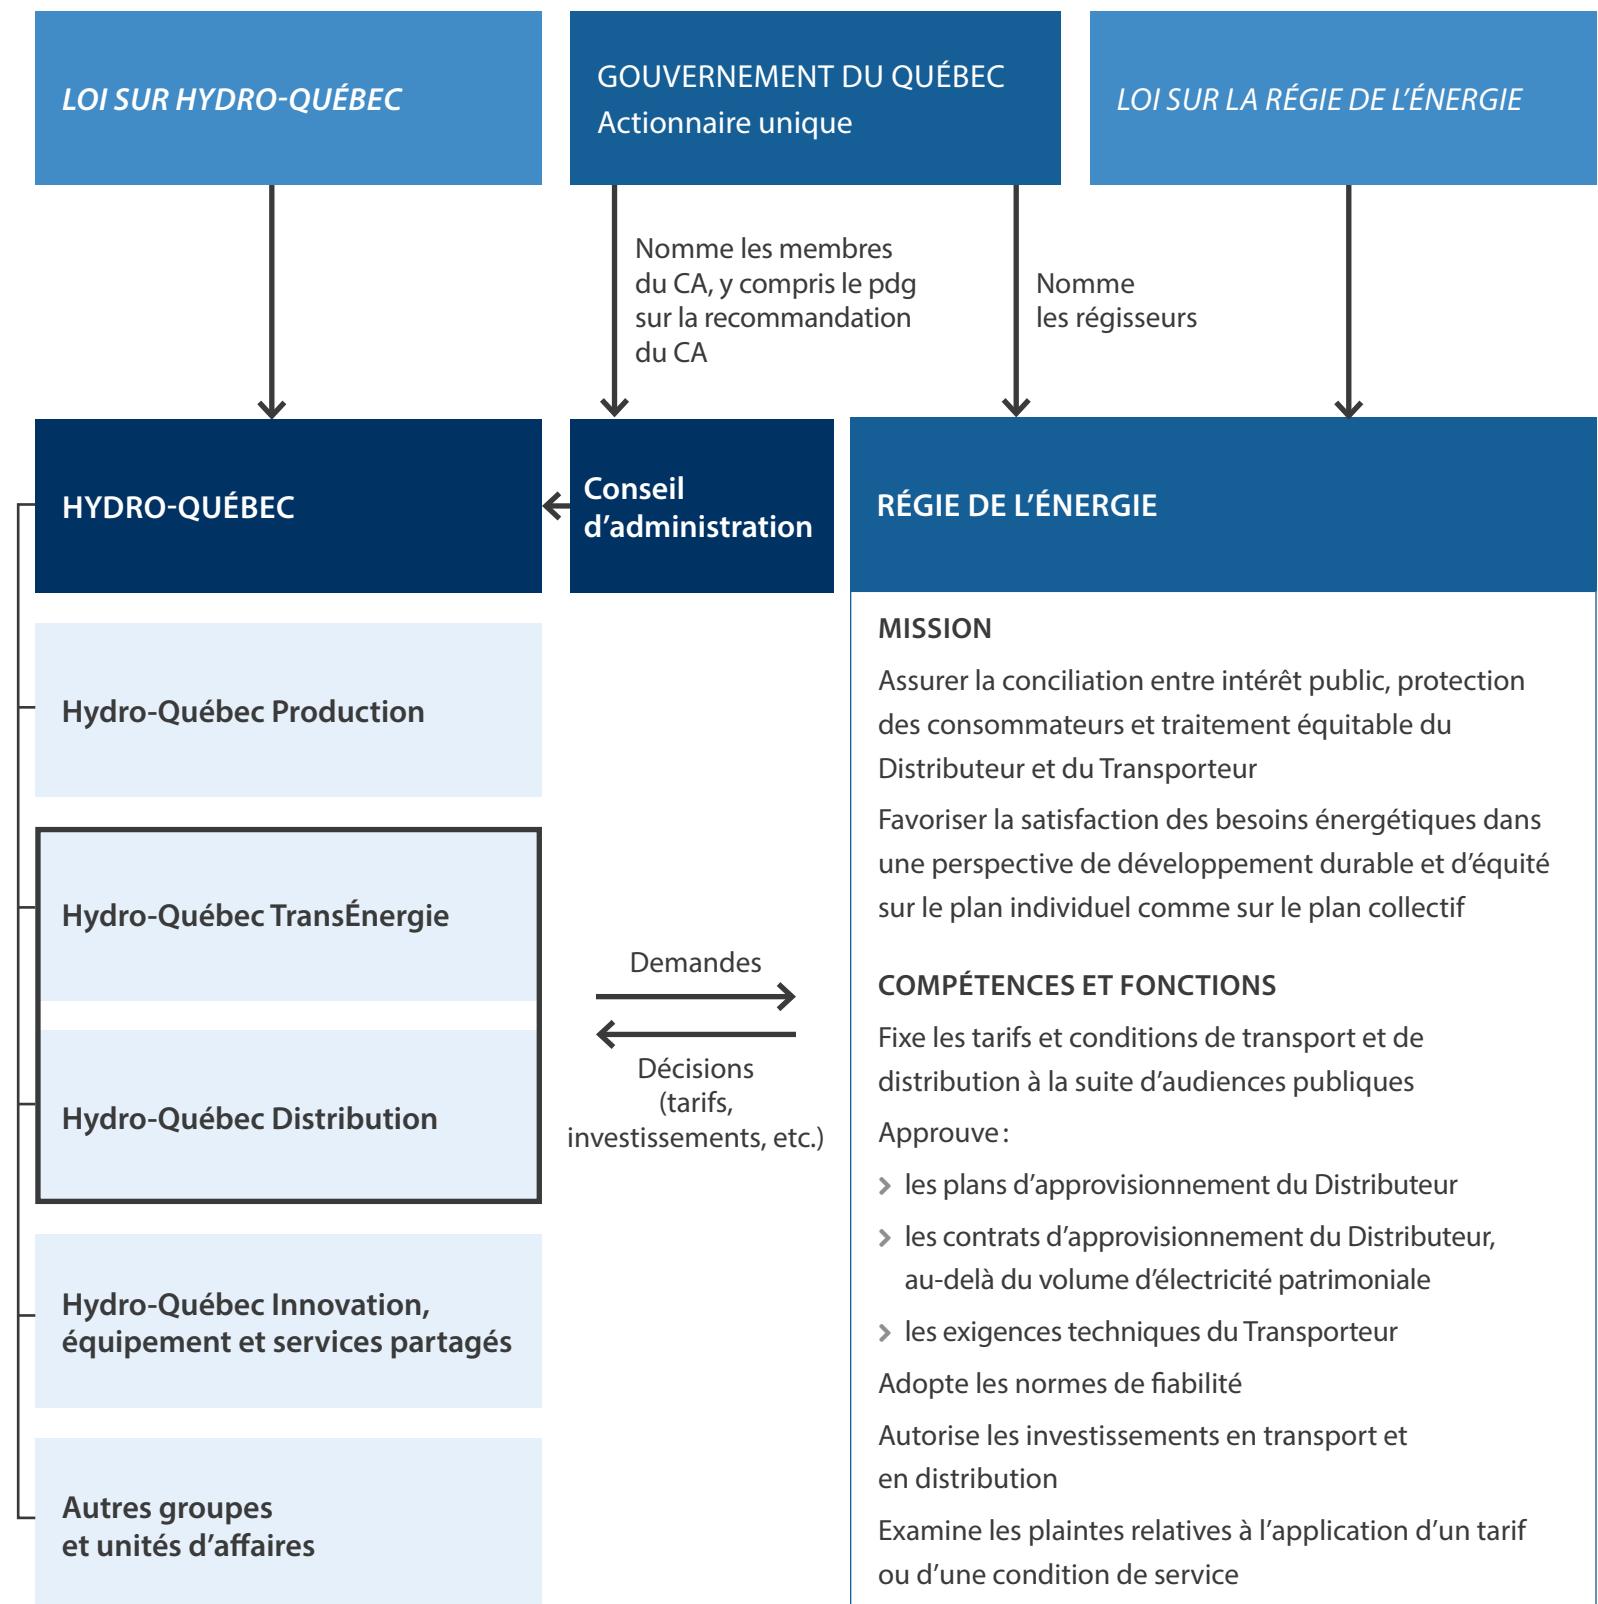 LOI SUR HYDRO-QUÉBEC
GOUVERNEMENT DU QUÉBEC
Actionnaire unique
LOI SUR LA RÉGIE DE L’ÉNERGIE
Nomme les membres
du CA, y compris le pdg
sur la recommandation
du CA
Nomme
les régisseurs
HYDRO-QUÉBEC
Conseil
d’administration
RÉGIE DE L’ÉNERGIE
Hydro-Québec Production
Hydro-Québec TransÉnergie
Hydro-Québec Distribution
Hydro-Québec Innovation,
équipement et services partagés
Autres groupes
et unités d’affaires
Demandes
Décisions
(tarifs,
investissements, etc.)
MISSION
Assurer la conciliation entre intérêt public, protection
des consommateurs et traitement équitable du
Distributeur et du Transporteur
Favoriser la satisfaction des besoins énergétiques dans
une perspective de développement durable et d’équité
sur le plan individuel comme sur le plan collectif
COMPÉTENCES ET FONCTIONS
Fixe les tarifs et conditions de transport et de
distribution à la suite d’audiences publiques
Approuve :
> les plans d’approvisionnement du Distributeur
> les contrats d’approvisionnement du Distributeur,
au-delà du volume d’électricité patrimoniale
> les exigences techniques du Transporteur
Adopte les normes de fiabilité
Autorise les investissements en transport et
en distribution
Examine les plaintes relatives à l’application d’un tarif
ou d’une condition de service